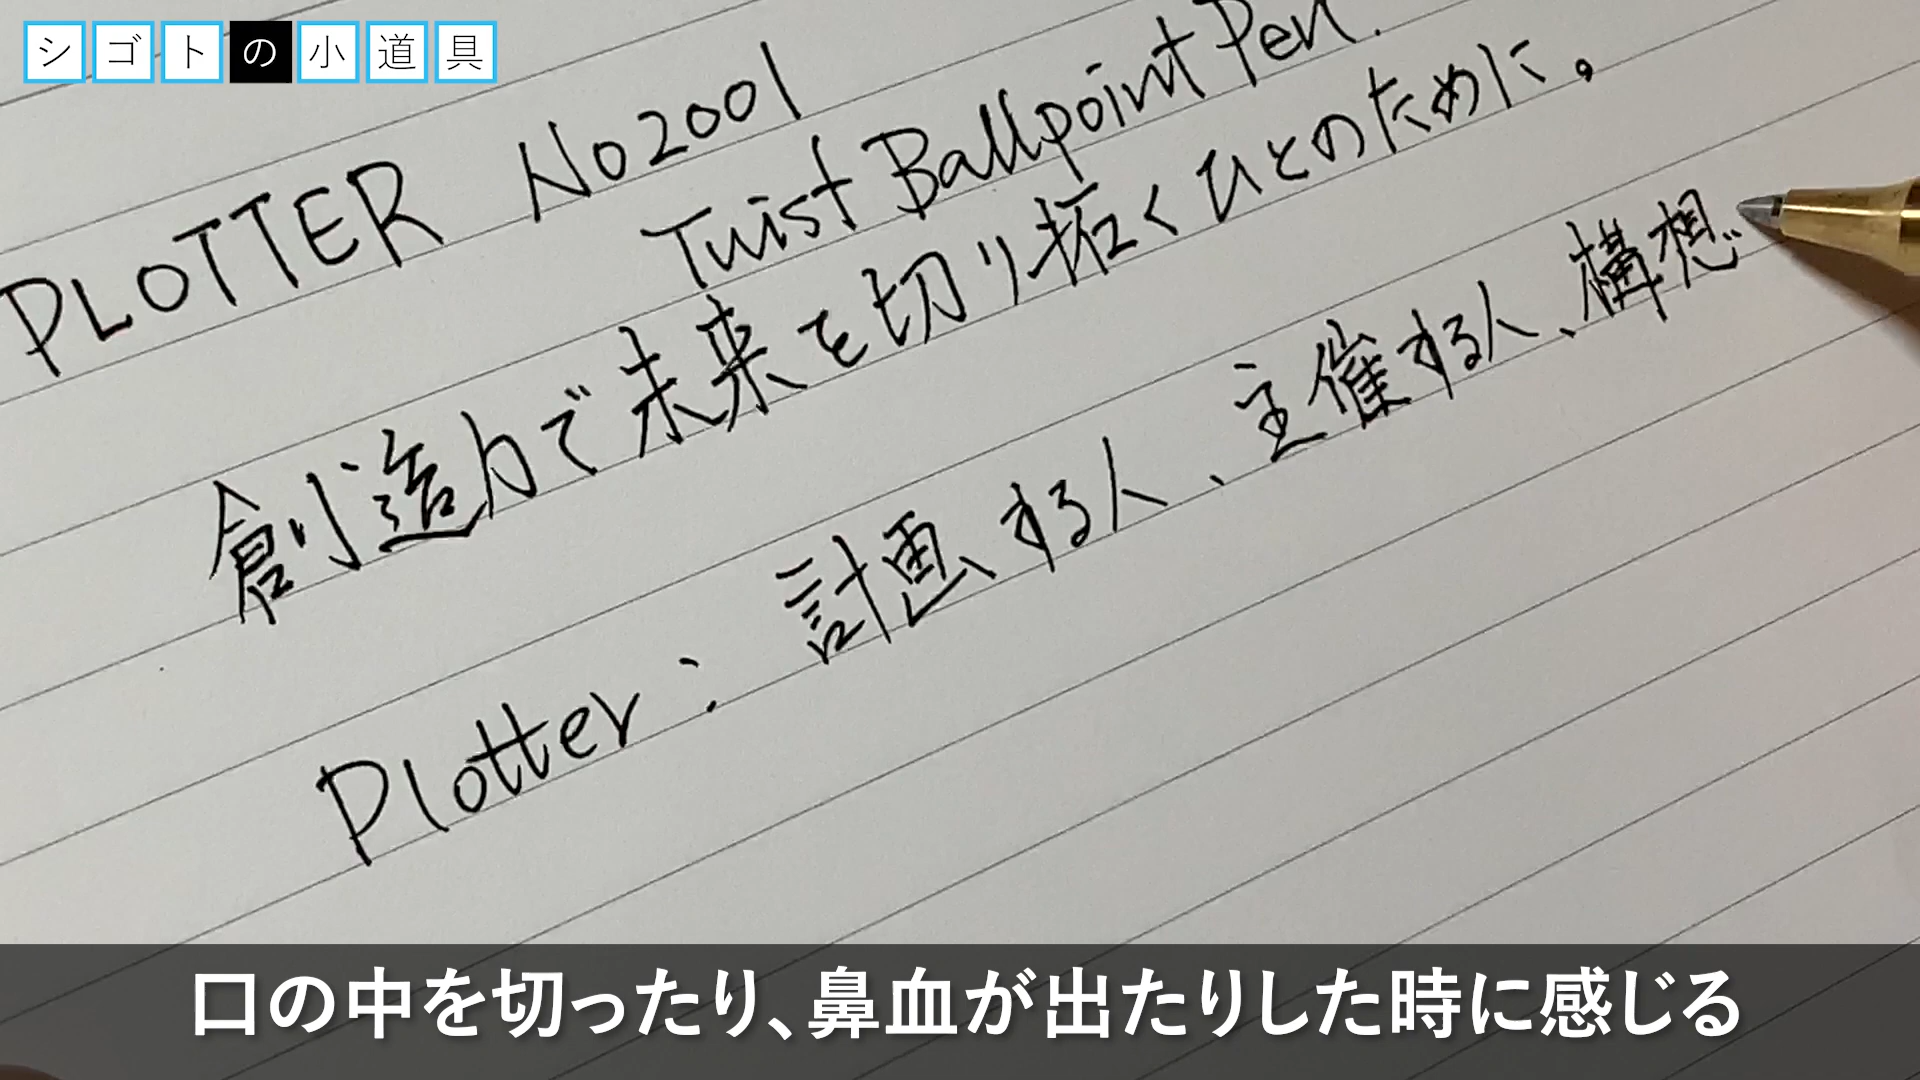 シゴトの小道具
PLOTTER No2001
Twist Ballpoint Pen.
創造力で未来を切り拓くひとのために。
Plotter: 計画する人、主催する人、構想
口の中を切ったり、鼻血が出たりした時に感じる